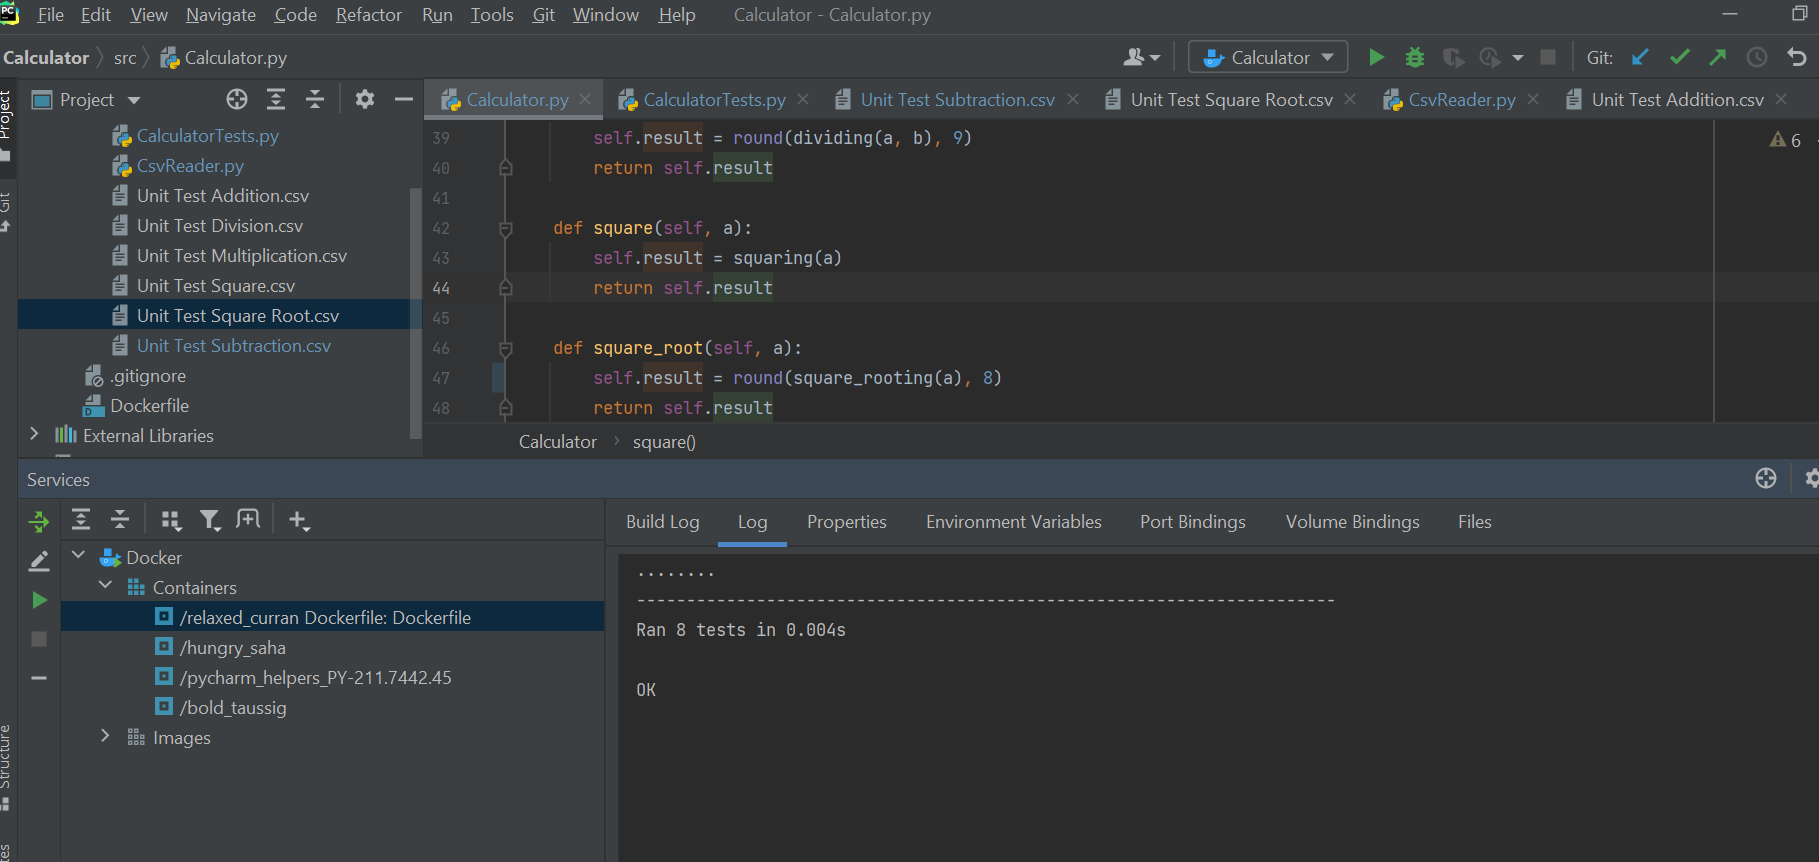 PC File Edit View Navigate Code Refactor Run Tools Git Window Help Calculator - Calculator.py
Calculator src Calculator.py Calculator Git:
Project
Project
Git
Structure
CalculatorTests.py
CsvReader.py
Unit Test Addition.csv
Unit Test Division.csv
Unit Test Multiplication.csv
Unit Test Square.csv
Unit Test Square Root.csv
Unit Test Subtraction.csv
.gitignore
Dockerfile
External Libraries
Calculator.py CalculatorTests.py Unit Test Subtraction.csv Unit Test Square Root.csv CsvReader.py Unit Test Addition.csv
6
39 self.result = round(dividing(a, b), 9)
40 return self.result
41
42 def square(self, a):
43 self.result = squaring(a)
44 return self.result
45
46 def square_root(self, a):
47 self.result = round(square_rooting(a), 8)
48 return self.result
Calculator square()
Services
Docker
Containers
/relaxed_curran Dockerfile: Dockerfile
/hungry_saha
/pycharm_helpers_PY-211.7442.45
/bold_taussig
Images
Build Log Log Properties Environment Variables Port Bindings Volume Bindings Files
........
----------------------------------------------------------------------
Ran 8 tests in 0.004s
OK